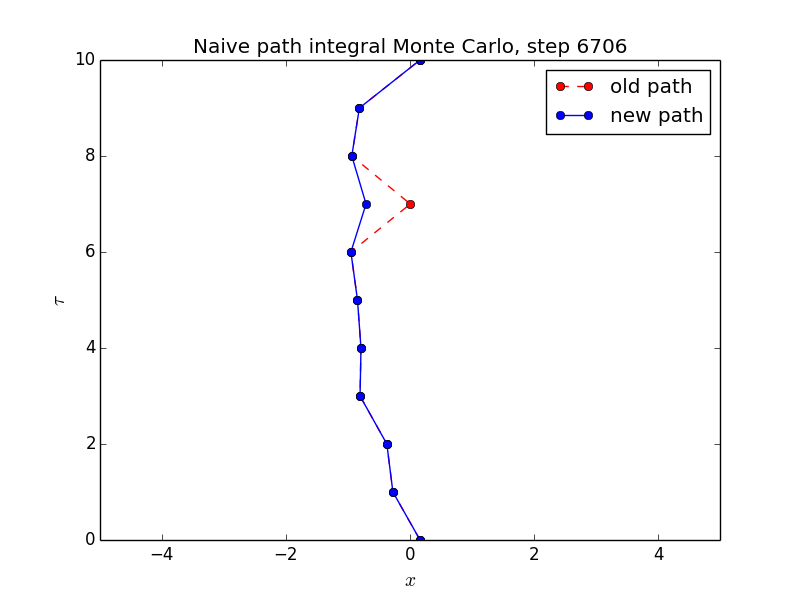 Naive path integral Monte Carlo, step 6706
old path
new path
10
8
6
4
2
0
τ
−4
−2
0
2
4
x